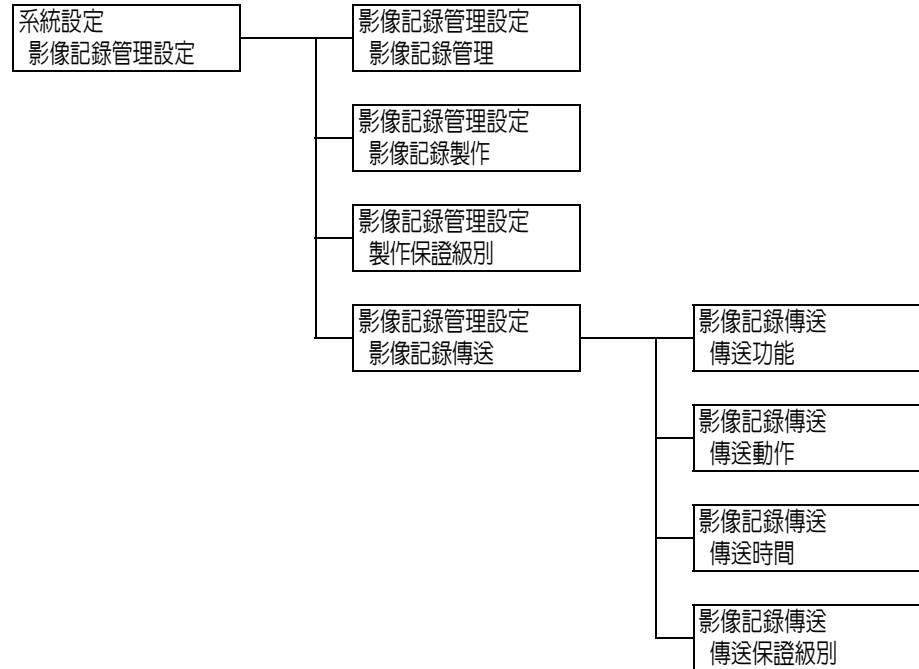 系統設定
影像記錄管理設定
影像記錄管理設定
影像記錄管理
影像記錄管理設定
影像記錄製作
影像記錄管理設定
製作保證級別
影像記錄管理設定
影像記錄傳送
影像記錄傳送
傳送功能
影像記錄傳送
傳送動作
影像記錄傳送
傳送時間
影像記錄傳送
傳送保證級別